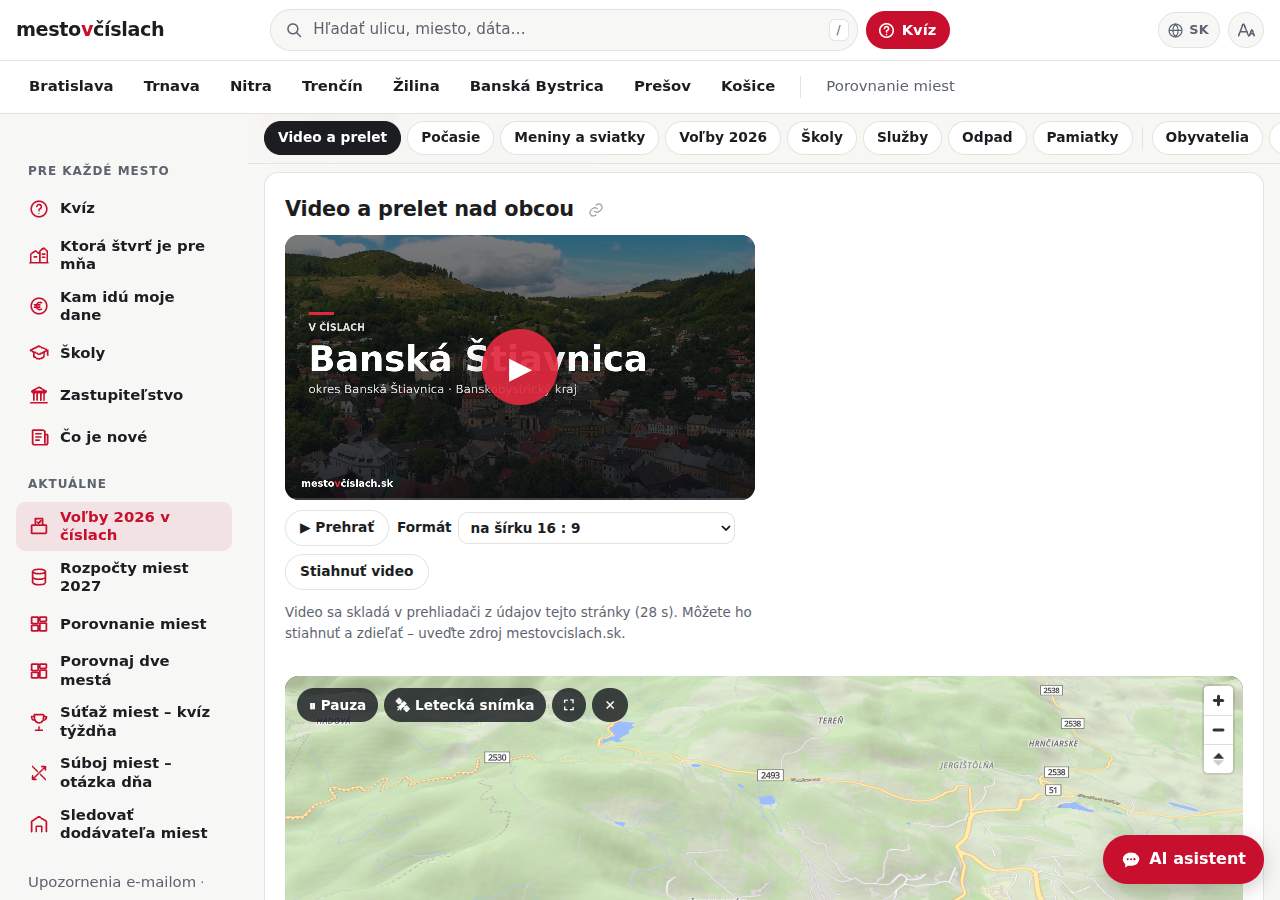 mestovčíslach
Hľadať ulicu, miesto, dáta…
/
Kvíz
SK
Bratislava
Trnava
Nitra
Trenčín
Žilina
Banská Bystrica
Prešov
Košice
Porovnanie miest
Video a prelet
Počasie
Meniny a sviatky
Voľby 2026
Školy
Služby
Odpad
Pamiatky
Obyvatelia
PRE KAŽDÉ MESTO
Kvíz
Ktorá štvrť je pre
mňa
Kam idú moje
dane
Školy
Zastupiteľstvo
Čo je nové
AKTUÁLNE
Voľby 2026 v
číslach
Rozpočty miest
2027
Porovnanie miest
Porovnaj dve
mestá
Súťaž miest – kvíz
týždňa
Súboj miest –
otázka dňa
Sledovať
dodávateľa miest
Upozornenia e-mailom ·
Video a prelet nad obcou
V ČÍSLACH
Banská Štiavnica
okres Banská Štiavnica · Banskobystrický kraj
mestovčíslach.sk
▶ Prehrať
Formát
na šírku 16 : 9
Stiahnuť video
Video sa skladá v prehliadači z údajov tejto stránky (28 s). Môžete ho
stiahnuť a zdieľať – uveďte zdroj mestovcislach.sk.
Pauza
Letecká snímka
2538
TEREŇ
2538
HRNČIARSKE
2530
JERGIŠTÔLŇA
2493
2538
51
AI asistent